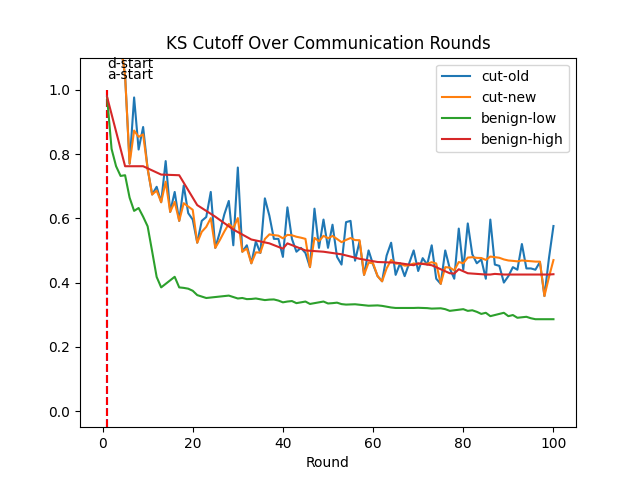 KS Cutoff Over Communication Rounds
d-start
a-start
cut-old
cut-new
benign-low
benign-high
1.0
0.8
0.6
0.4
0.2
0.0
0 20 40 60 80 100
Round